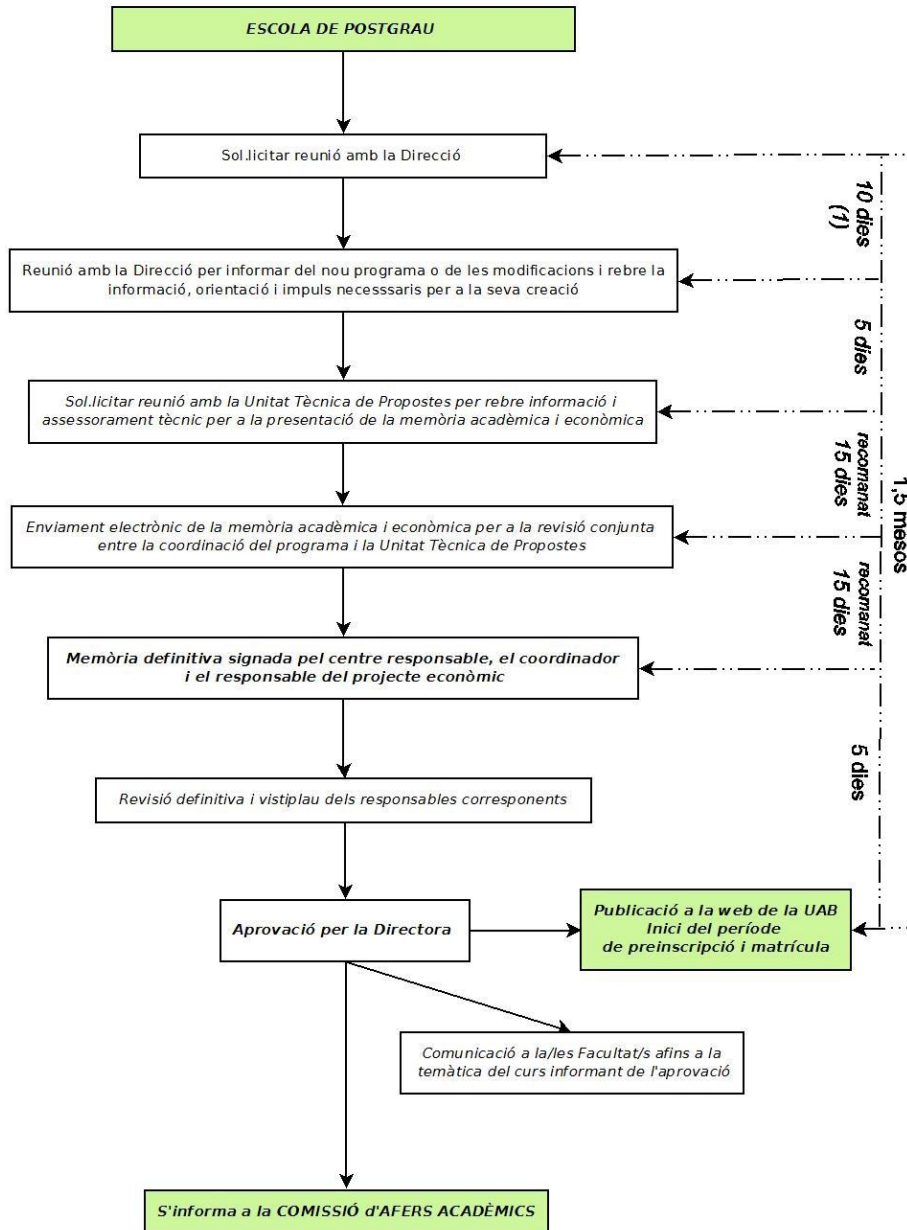 ESCOLA DE POSTGRAU
Sol.licitar reunió amb la Direcció
10 dies
(1)
Reunió amb la Direcció per informar del nou programa o de les modificacions i rebre la
informació, orientació i impuls necesssaris per a la seva creació
5 dies
Sol.licitar reunió amb la Unitat Tècnica de Propostes per rebre informació i
assessorament tècnic per a la presentació de la memòria acadèmica i econòmica
recomanat
15 dies
1,5 mesos
Enviament electrònic de la memòria acadèmica i econòmica per a la revisió conjunta
entre la coordinació del programa i la Unitat Tècnica de Propostes
recomanat
15 dies
Memòria definitiva signada pel centre responsable, el coordinador
i el responsable del projecte econòmic
5 dies
Revisió definitiva i vistiplau dels responsables corresponents
Aprovació per la Directora
Publicació a la web de la UAB
Inici del període
de preinscripció i matrícula
Comunicació a la/les Facultat/s afins a la
temàtica del curs informant de l'aprovació
S'informa a la COMISSIÓ d'AFERS ACADÈMICS